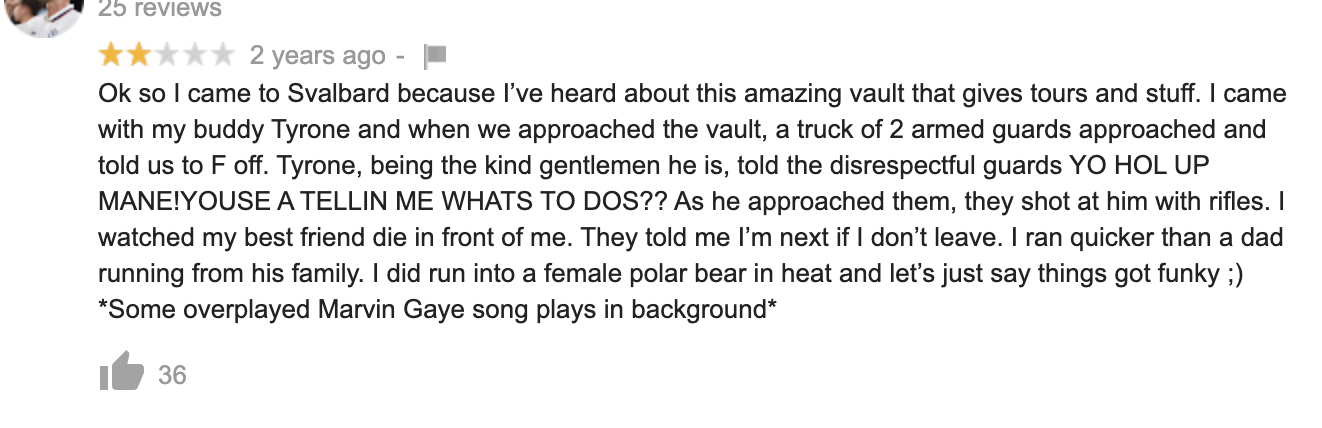 25 reviews
2 years ago -
Ok so I came to Svalbard because I’ve heard about this amazing vault that gives tours and stuff. I came
with my buddy Tyrone and when we approached the vault, a truck of 2 armed guards approached and
told us to F off. Tyrone, being the kind gentlemen he is, told the disrespectful guards YO HOL UP
MANE!YOUSE A TELLIN ME WHATS TO DOS?? As he approached them, they shot at him with rifles. I
watched my best friend die in front of me. They told me I’m next if I don’t leave. I ran quicker than a dad
running from his family. I did run into a female polar bear in heat and let’s just say things got funky ;)
*Some overplayed Marvin Gaye song plays in background*
36